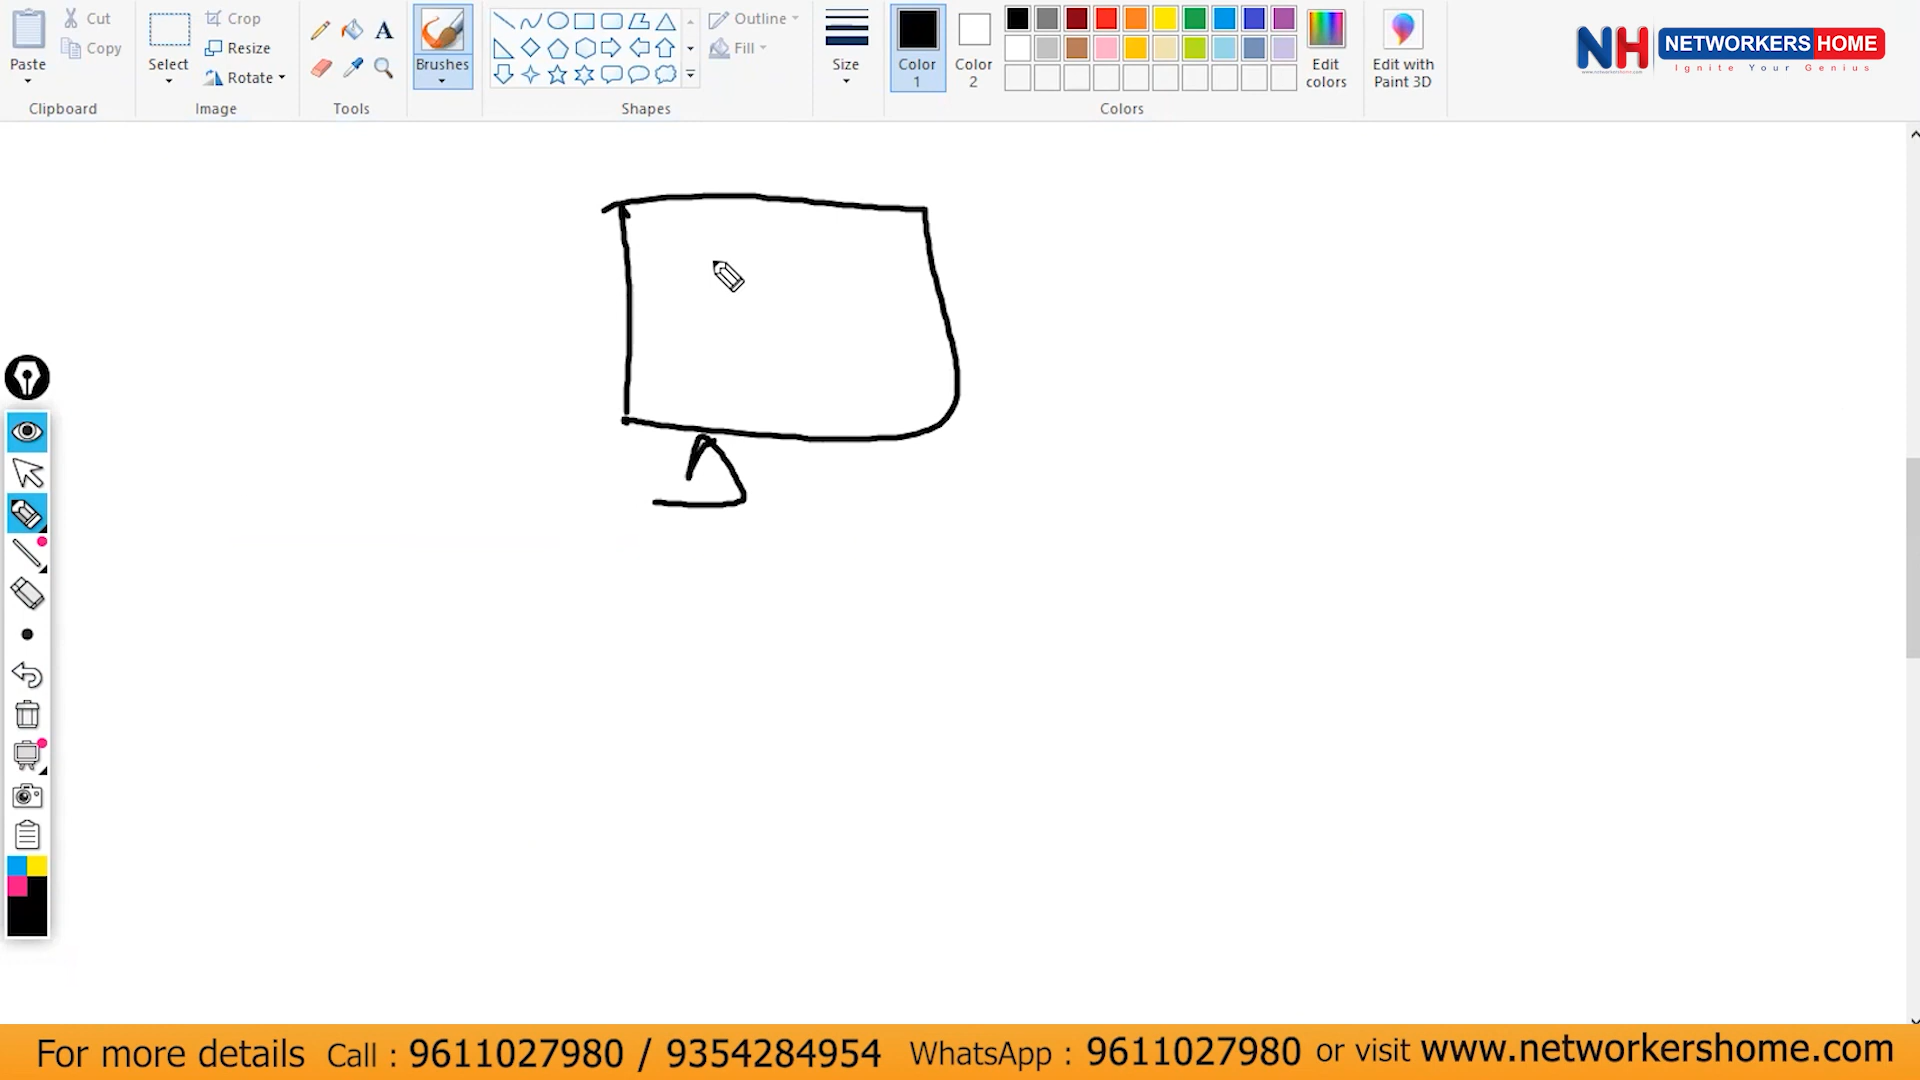 Paste
Cut
Copy
Clipboard
Select
Crop
Resize
Rotate
Image
A
Tools
Brushes
Shapes
Outline
Fill
Size
Color 1
Color 2
Colors
Edit colors
Edit with Paint 3D
NH NETWORKERS HOME
Ignite Your Genius
For more details Call : 9611027980 / 9354284954 WhatsApp : 9611027980 or visit www.networkershome.com